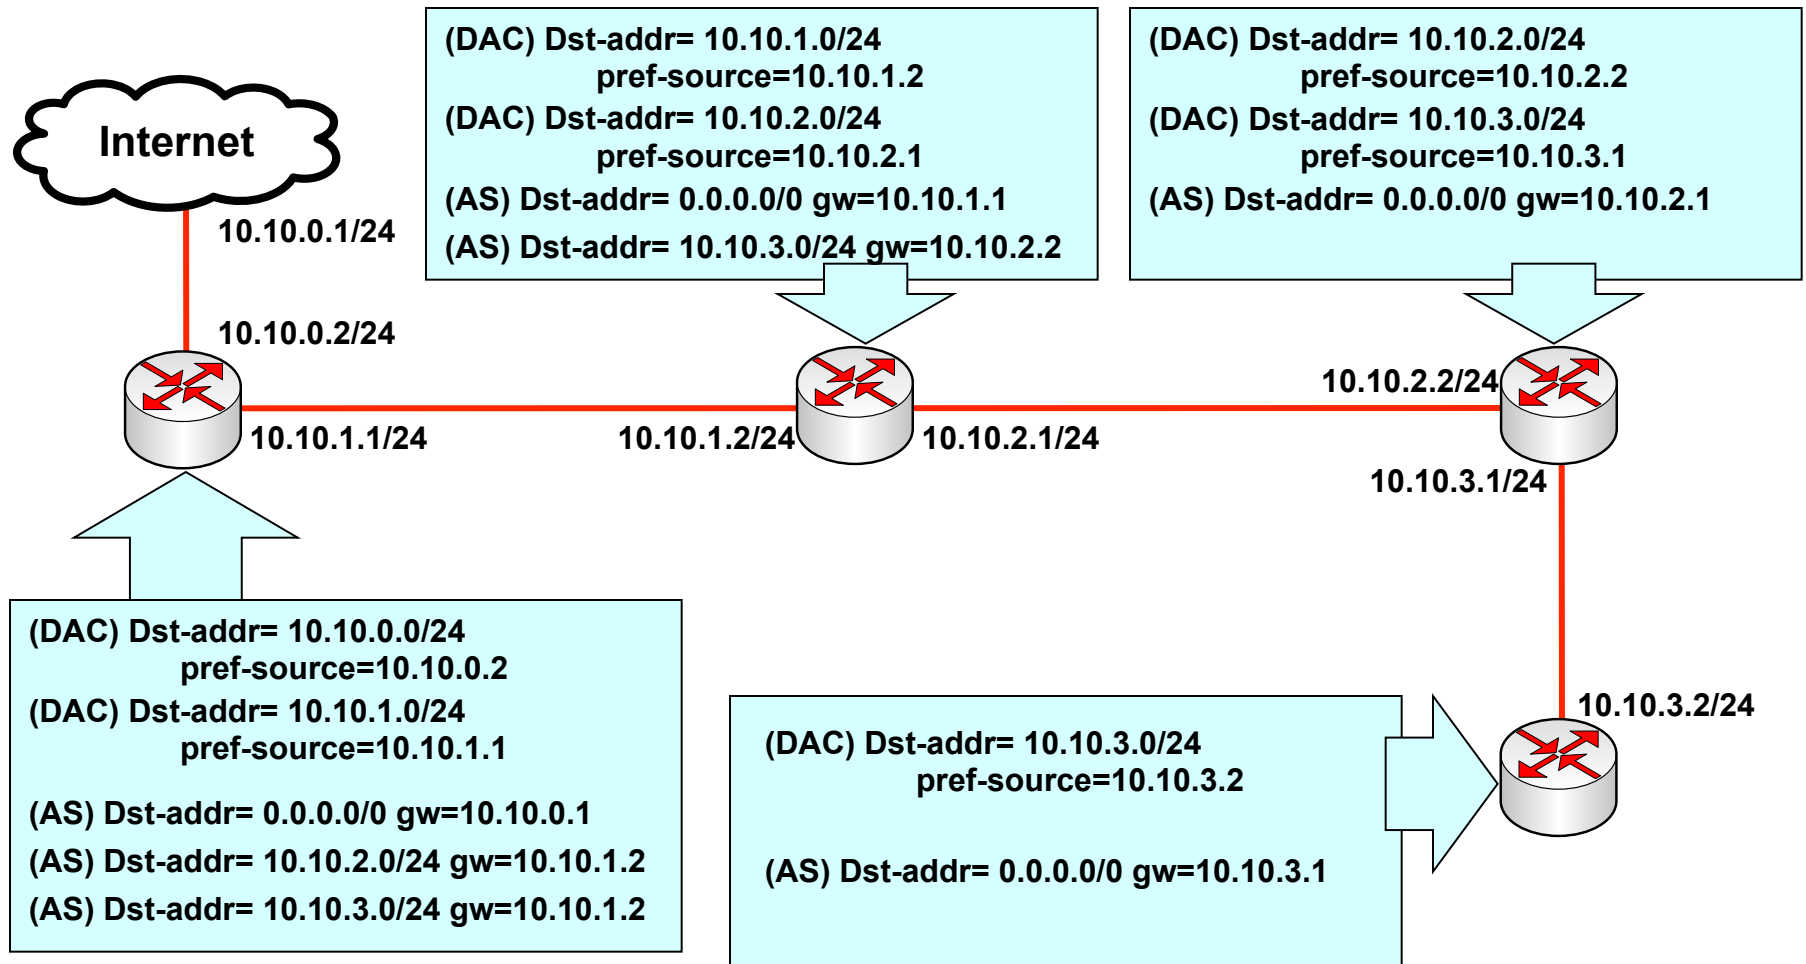 (DAC) Dst-addr= 10.10.1.0/24
pref-source=10.10.1.2
(DAC) Dst-addr= 10.10.2.0/24
pref-source=10.10.2.1
(AS) Dst-addr= 0.0.0.0/0 gw=10.10.1.1
(AS) Dst-addr= 10.10.3.0/24 gw=10.10.2.2
(DAC) Dst-addr= 10.10.2.0/24
pref-source=10.10.2.2
(DAC) Dst-addr= 10.10.3.0/24
pref-source=10.10.3.1
(AS) Dst-addr= 0.0.0.0/0 gw=10.10.2.1
Internet
10.10.0.1/24
10.10.0.2/24
10.10.1.1/24
10.10.1.2/24
10.10.2.1/24
10.10.2.2/24
10.10.3.1/24
10.10.3.2/24
(DAC) Dst-addr= 10.10.0.0/24
pref-source=10.10.0.2
(DAC) Dst-addr= 10.10.1.0/24
pref-source=10.10.1.1
(AS) Dst-addr= 0.0.0.0/0 gw=10.10.0.1
(AS) Dst-addr= 10.10.2.0/24 gw=10.10.1.2
(AS) Dst-addr= 10.10.3.0/24 gw=10.10.1.2
(DAC) Dst-addr= 10.10.3.0/24
pref-source=10.10.3.2
(AS) Dst-addr= 0.0.0.0/0 gw=10.10.3.1